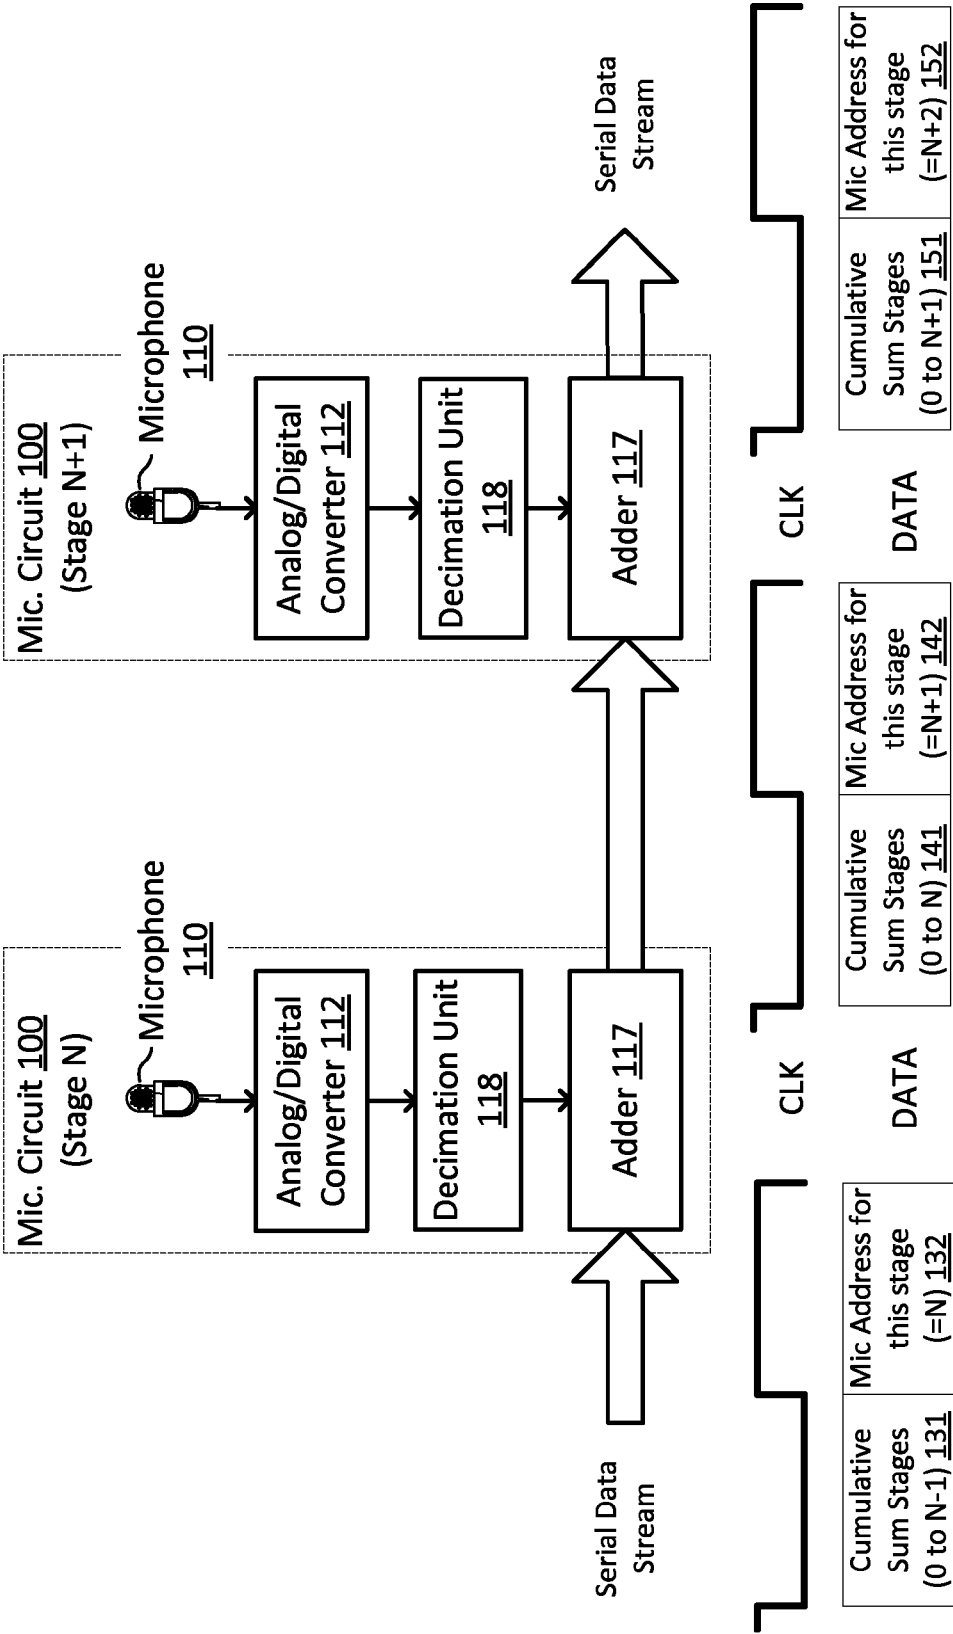 Mic. Circuit 100
(Stage N)
Microphone
110
Analog/Digital
Converter 112
Decimation Unit
118
Adder 117
Mic. Circuit 100
(Stage N+1)
Microphone
110
Analog/Digital
Converter 112
Decimation Unit
118
Adder 117
Serial Data
Stream
Serial Data
Stream
CLK
CLK
Cumulative
Sum Stages
(0 to N-1) 131
Mic Address for
this stage
(=N) 132
DATA
Cumulative
Sum Stages
(0 to N) 141
Mic Address for
this stage
(=N+1) 142
DATA
Cumulative
Sum Stages
(0 to N+1) 151
Mic Address for
this stage
(=N+2) 152